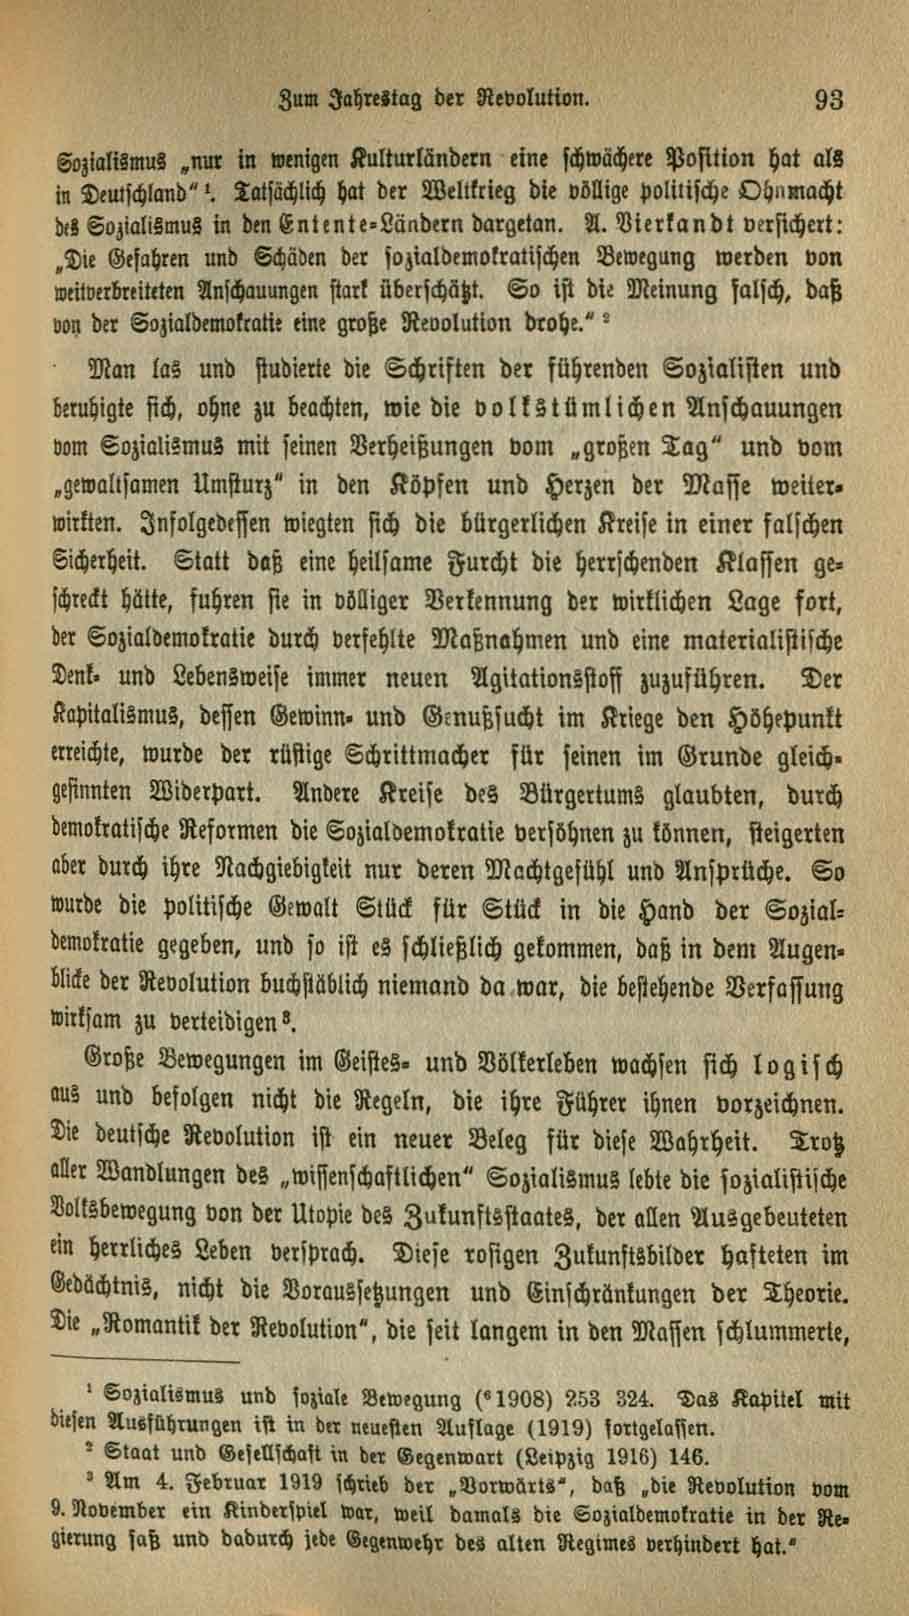 Zum Jahrestag der Revolution. 93
Sozialismus „nur in wenigen Kulturländern eine schwächere Position hat als
in Deutschland“¹. Tatsächlich hat der Weltkrieg die völlige politische Ohnmacht
des Sozialismus in den Entente-Ländern dargetan. A. Vierkandt versichert:
„Die Gefahren und Schäden der sozialdemokratischen Bewegung werden von
weitverbreiteten Anschauungen stark überschätzt. So ist die Meinung falsch, daß
von der Sozialdemokratie eine große Revolution drohe.“ ²
Man las und studierte die Schriften der führenden Sozialisten und
beruhigte sich, ohne zu beachten, wie die volkstümlichen Anschauungen
vom Sozialismus mit seinen Verheißungen vom „großen Tag“ und vom
„gewaltsamen Umsturz“ in den Köpfen und Herzen der Masse weiter-
wirkten. Infolgedessen wiegten sich die bürgerlichen Kreise in einer falschen
Sicherheit. Statt daß eine heilsame Furcht die herrschenden Klassen ge-
schreckt hätte, fuhren sie in völliger Verkennung der wirklichen Lage fort,
der Sozialdemokratie durch verfehlte Maßnahmen und eine materialistische
Denk- und Lebensweise immer neuen Agitationsstoff zuzuführen. Der
Kapitalismus, dessen Gewinn- und Genußsucht im Kriege den Höhepunkt
erreichte, wurde der rüstige Schrittmacher für seinen im Grunde gleich-
gesinnten Widerpart. Andere Kreise des Bürgertums glaubten, durch
demokratische Reformen die Sozialdemokratie versöhnen zu können, steigerten
aber durch ihre Nachgiebigkeit nur deren Machtgefühl und Ansprüche. So
wurde die politische Gewalt Stück für Stück in die Hand der Sozial-
demokratie gegeben, und so ist es schließlich gekommen, daß in dem Augen-
blicke der Revolution buchstäblich niemand da war, die bestehende Verfassung
wirksam zu verteidigen³.
Große Bewegungen im Geistes- und Völkerleben wachsen sich logisch
aus und befolgen nicht die Regeln, die ihre Führer ihnen vorzeichnen.
Die deutsche Revolution ist ein neuer Beleg für diese Wahrheit. Trotz
aller Wandlungen des „wissenschaftlichen“ Sozialismus lebte die sozialistische
Volksbewegung von der Utopie des Zukunftsstaates, der allen Ausgebeuteten
ein herrliches Leben versprach. Diese rosigen Zukunftsbilder hafteten im
Gedächtnis, nicht die Voraussetzungen und Einschränkungen der Theorie.
Die „Romantik der Revolution“, die seit langem in den Massen schlummerte,
¹ Sozialismus und soziale Bewegung (⁶1908) 253 324. Das Kapitel mit
diesen Ausführungen ist in der neuesten Auflage (1919) fortgelassen.
² Staat und Gesellschaft in der Gegenwart (Leipzig 1916) 146.
³ Am 4. Februar 1919 schrieb der „Vorwärts“, daß „die Revolution vom
9. November ein Kinderspiel war, weil damals die Sozialdemokratie in der Re-
gierung saß und dadurch jede Gegenwehr des alten Regimes verhindert hat.“